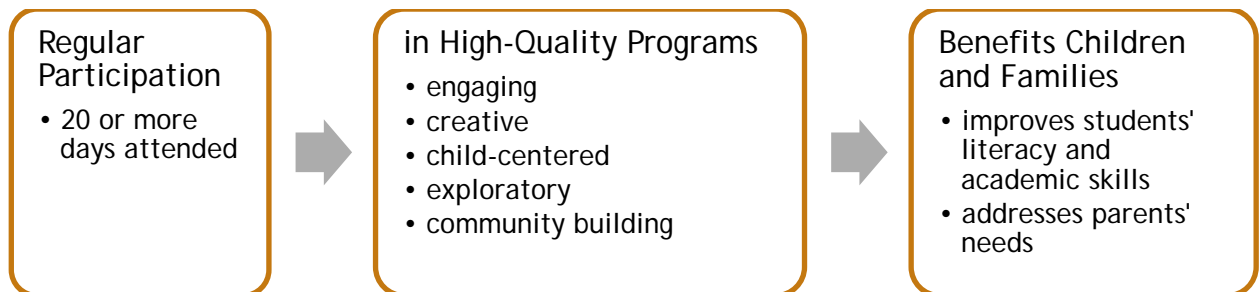 Regular
Participation
• 20 or more
days attended
in High-Quality Programs
• engaging
• creative
• child-centered
• exploratory
• community building
Benefits Children
and Families
• improves students'
literacy and
academic skills
• addresses parents'
needs